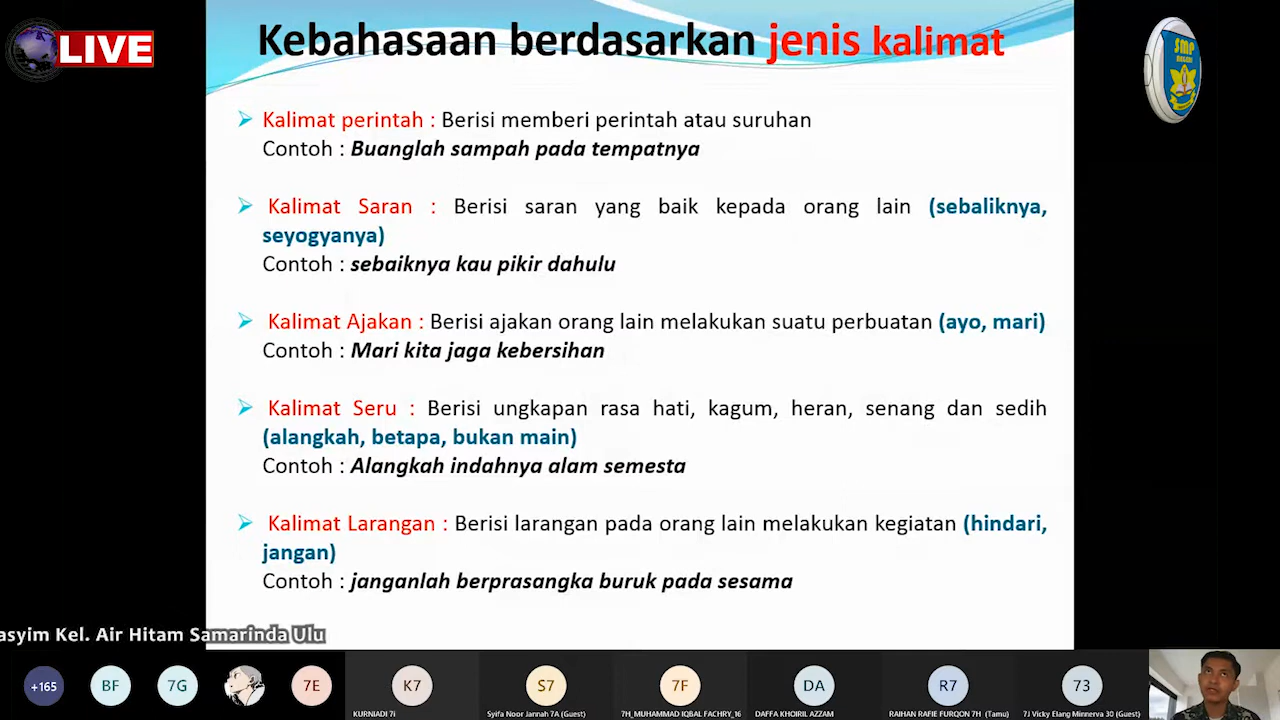 LIVE
Kebahasaan berdasarkan jenis kalimat
SMP
NEGERI
Kalimat perintah : Berisi memberi perintah atau suruhan
Contoh : Buanglah sampah pada tempatnya
Kalimat Saran : Berisi saran yang baik kepada orang lain (sebaliknya,
seyogyanya)
Contoh : sebaiknya kau pikir dahulu
Kalimat Ajakan : Berisi ajakan orang lain melakukan suatu perbuatan (ayo, mari)
Contoh : Mari kita jaga kebersihan
Kalimat Seru : Berisi ungkapan rasa hati, kagum, heran, senang dan sedih
(alangkah, betapa, bukan main)
Contoh : Alangkah indahnya alam semesta
Kalimat Larangan : Berisi larangan pada orang lain melakukan kegiatan (hindari,
jangan)
Contoh : janganlah berprasangka buruk pada sesama
asyim Kel. Air Hitam Samarinda Ulu
+165 BF 7G 7E K7 S7 7F DA R7 73
KURNIADI 7i Syifa Noor Jannah 7A (Guest) 7H_MUHAMMAD IQBAL FACHRY_16 DAFFA KHOIRIL AZZAM RAIHAN RAFIE FURQON 7H (Tamu) 7J Vicky Elang Minnerva 30 (Guest)